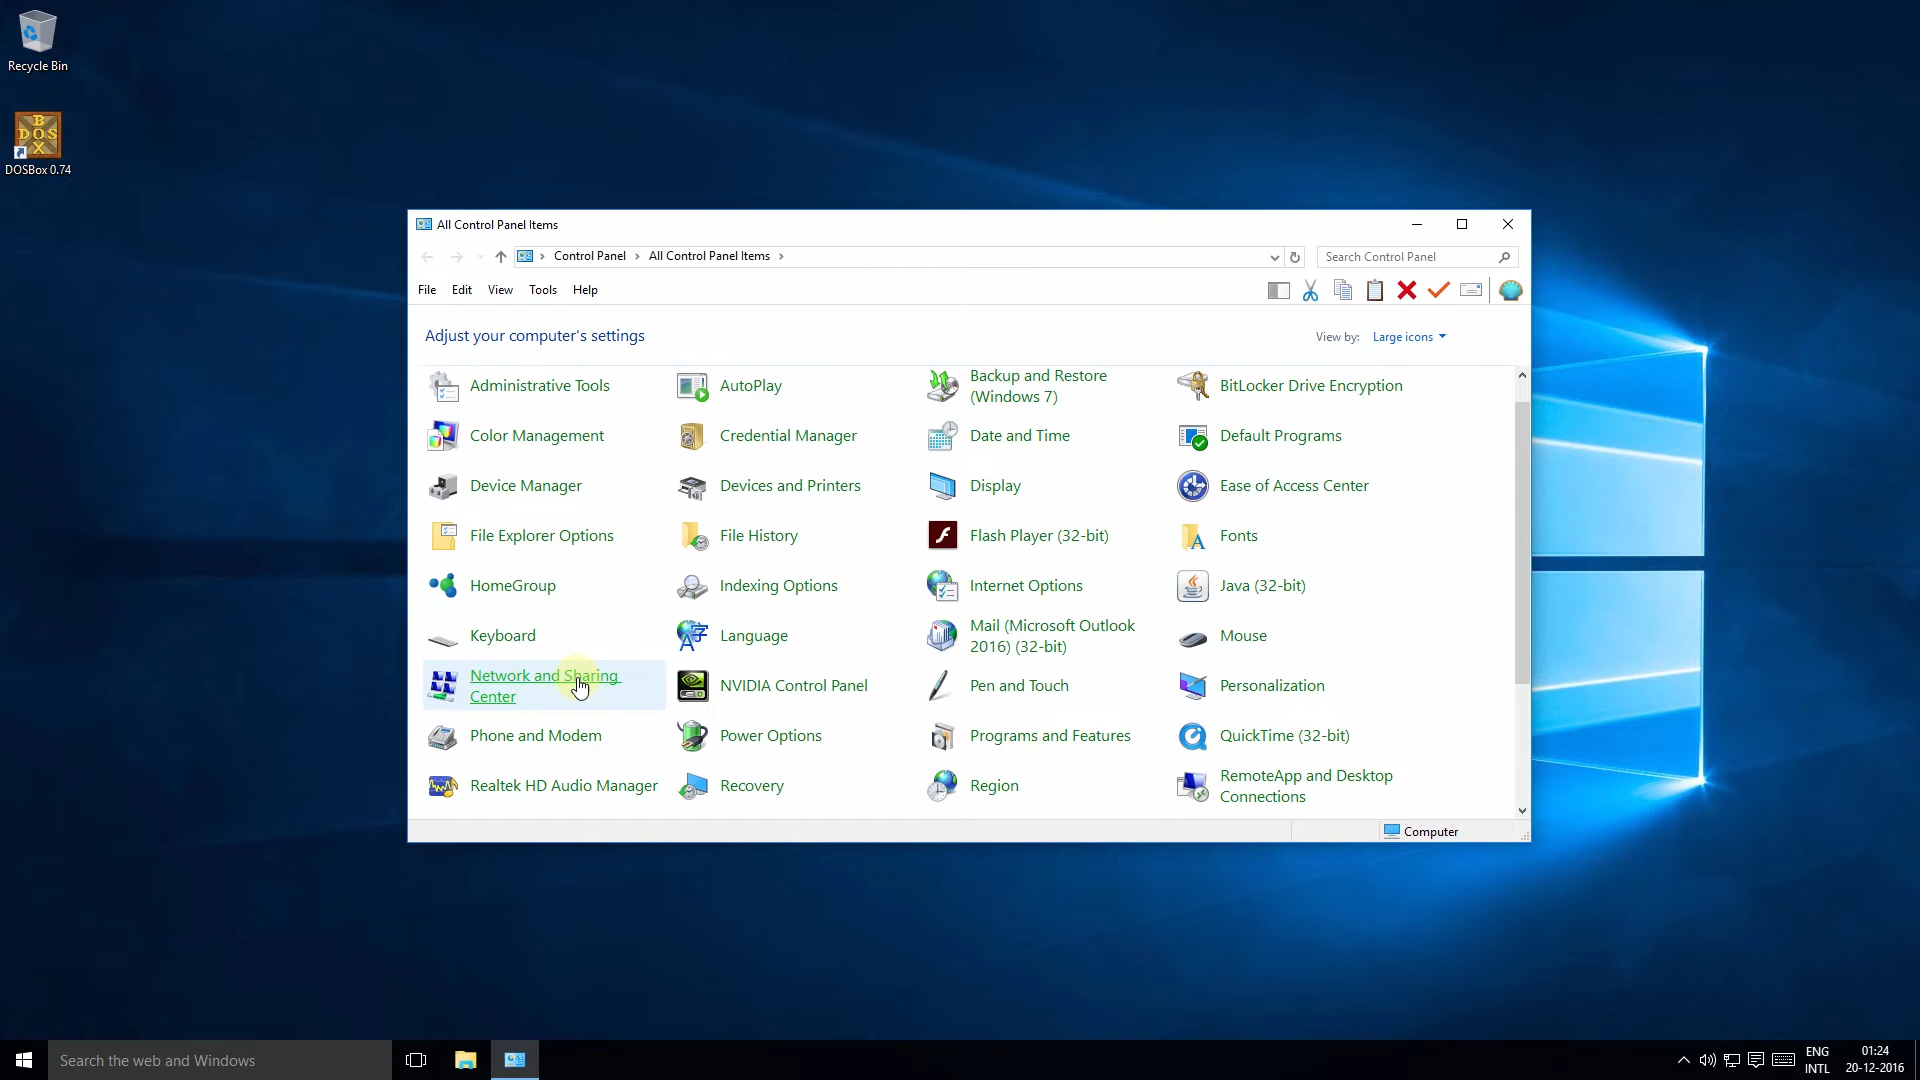 Recycle Bin
DOS
B
O
X
DOSBox 0.74
All Control Panel Items
Control Panel
All Control Panel Items
Search Control Panel
File Edit View Tools Help
Adjust your computer's settings
View by: Large icons
Administrative Tools
AutoPlay
Backup and Restore
(Windows 7)
BitLocker Drive Encryption
Color Management
Credential Manager
Date and Time
Default Programs
Device Manager
Devices and Printers
Display
Ease of Access Center
File Explorer Options
File History
Flash Player (32-bit)
Fonts
HomeGroup
Indexing Options
Internet Options
Java (32-bit)
Keyboard
Language
Mail (Microsoft Outlook
2016) (32-bit)
Mouse
Network and Sharing
Center
NVIDIA Control Panel
Pen and Touch
Personalization
Phone and Modem
Power Options
Programs and Features
QuickTime (32-bit)
Realtek HD Audio Manager
Recovery
Region
RemoteApp and Desktop
Connections
Computer
Search the web and Windows
ENG
INTL
01:24
20-12-2016